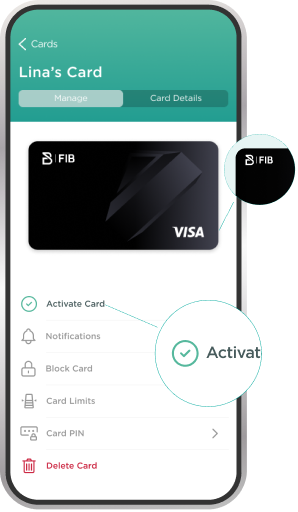 Cards
Lina's Card
Manage
Card Details
FIB
FIB
VISA
Activate Card
Notifications
Activat
Block Card
Card Limits
Card PIN
Delete Card